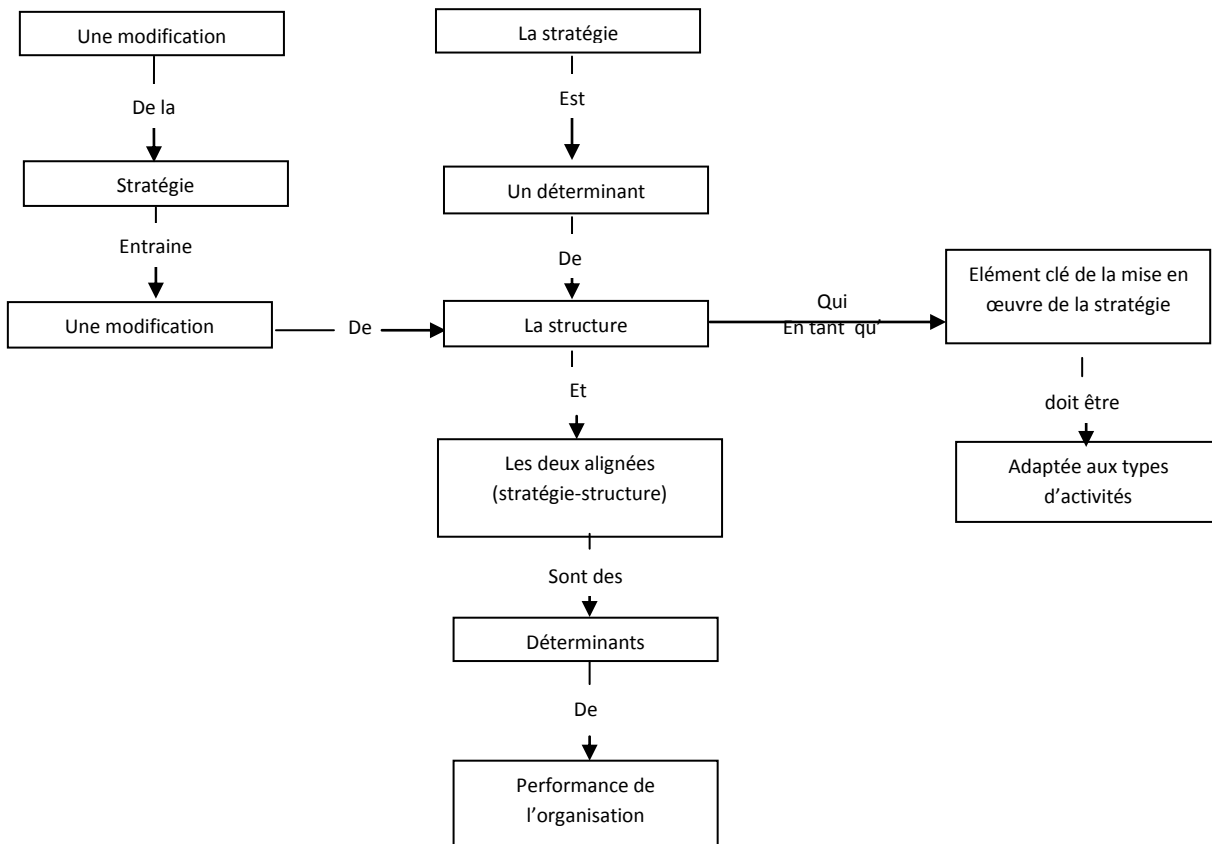 Une modification
La stratégie
De la
Est
Stratégie
Un déterminant
Entraine
De
Elément clé de la mise en
œuvre de la stratégie
Une modification
De
La structure
Qui
En tant  qu’
Et
doit être
Les deux alignées
(stratégie-structure)
Adaptée aux types
d’activités
Sont des
Déterminants
De
Performance de
l’organisation